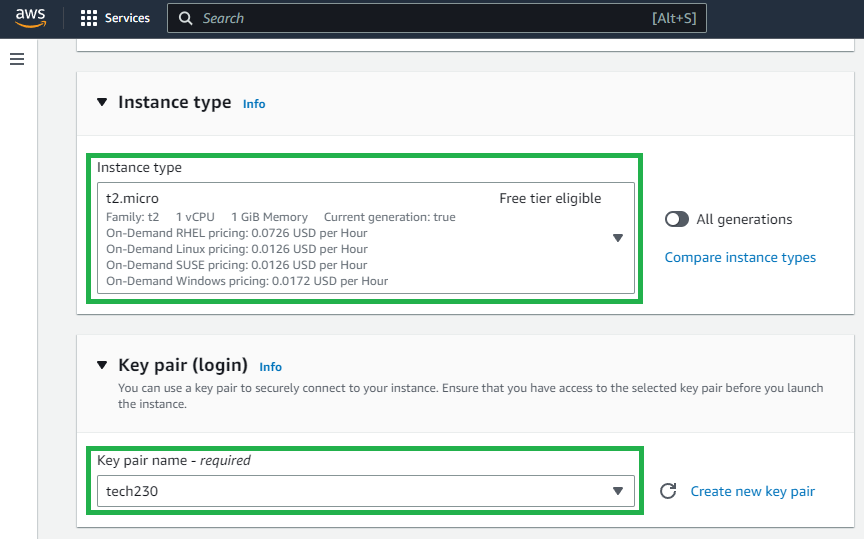 aws Services Search [Alt+S]
Instance type Info
Instance type
t2.micro Free tier eligible
Family: t2 1 vCPU 1 GiB Memory Current generation: true
On-Demand RHEL pricing: 0.0726 USD per Hour
On-Demand Linux pricing: 0.0126 USD per Hour
On-Demand SUSE pricing: 0.0126 USD per Hour
On-Demand Windows pricing: 0.0172 USD per Hour
All generations
Compare instance types
Key pair (login) Info
You can use a key pair to securely connect to your instance. Ensure that you have access to the selected key pair before you launch
the instance.
Key pair name - required
tech230
Create new key pair